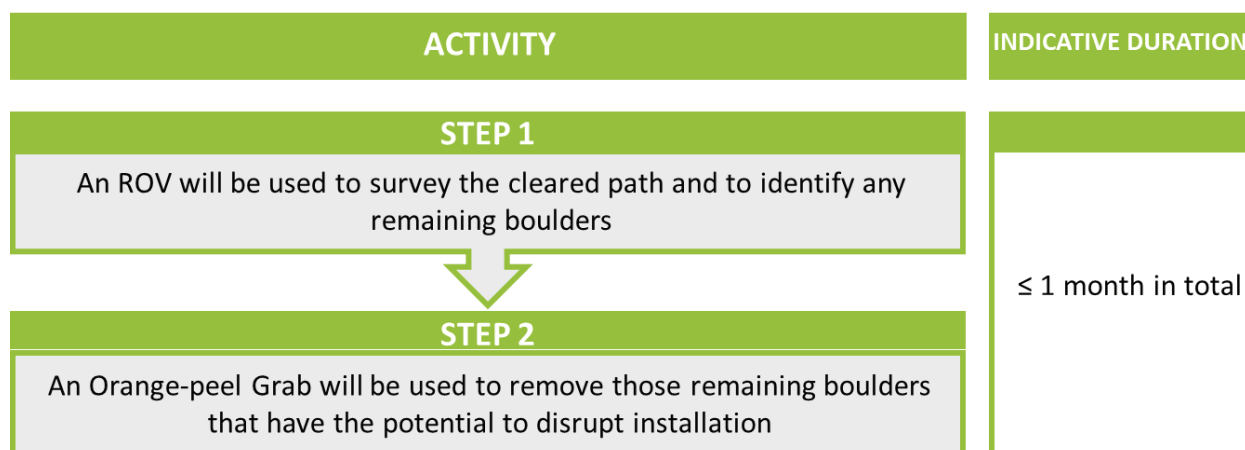 ACTIVITY
INDICATIVE DURATION
STEP 1
An ROV will be used to survey the cleared path and to identify any
remaining boulders
≤ 1 month in total
STEP 2
An Orange-peel Grab will be used to remove those remaining boulders
that have the potential to disrupt installation